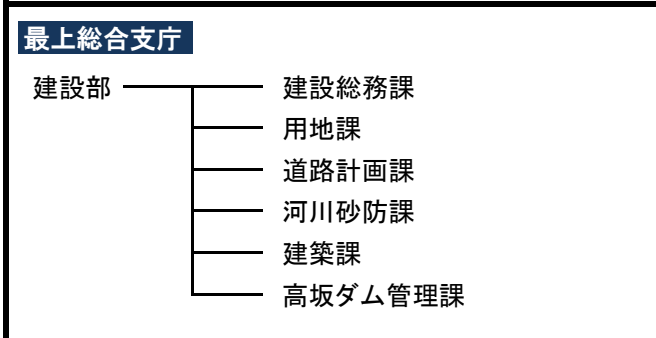 最上総合支庁
建設部 建設総務課
用地課
道路計画課
河川砂防課
建築課
高坂ダム管理課